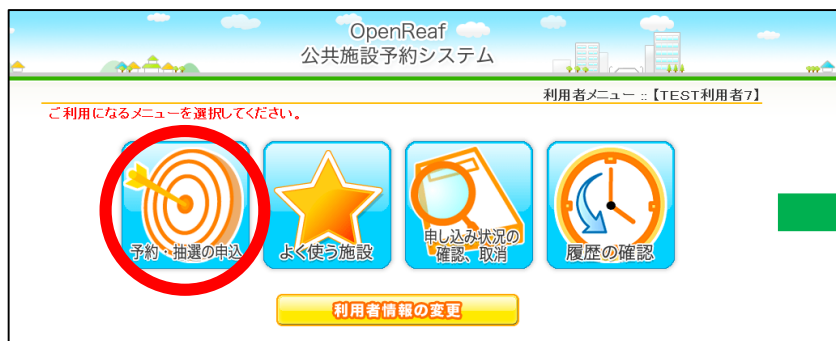 OpenReaf
公共施設予約システム
利用者メニュー ::【TEST利用者7】
ご利用になるメニューを選択してください。
予約・抽選の申込
よく使う施設
申し込み状況の
確認、取消
履歴の確認
利用者情報の変更